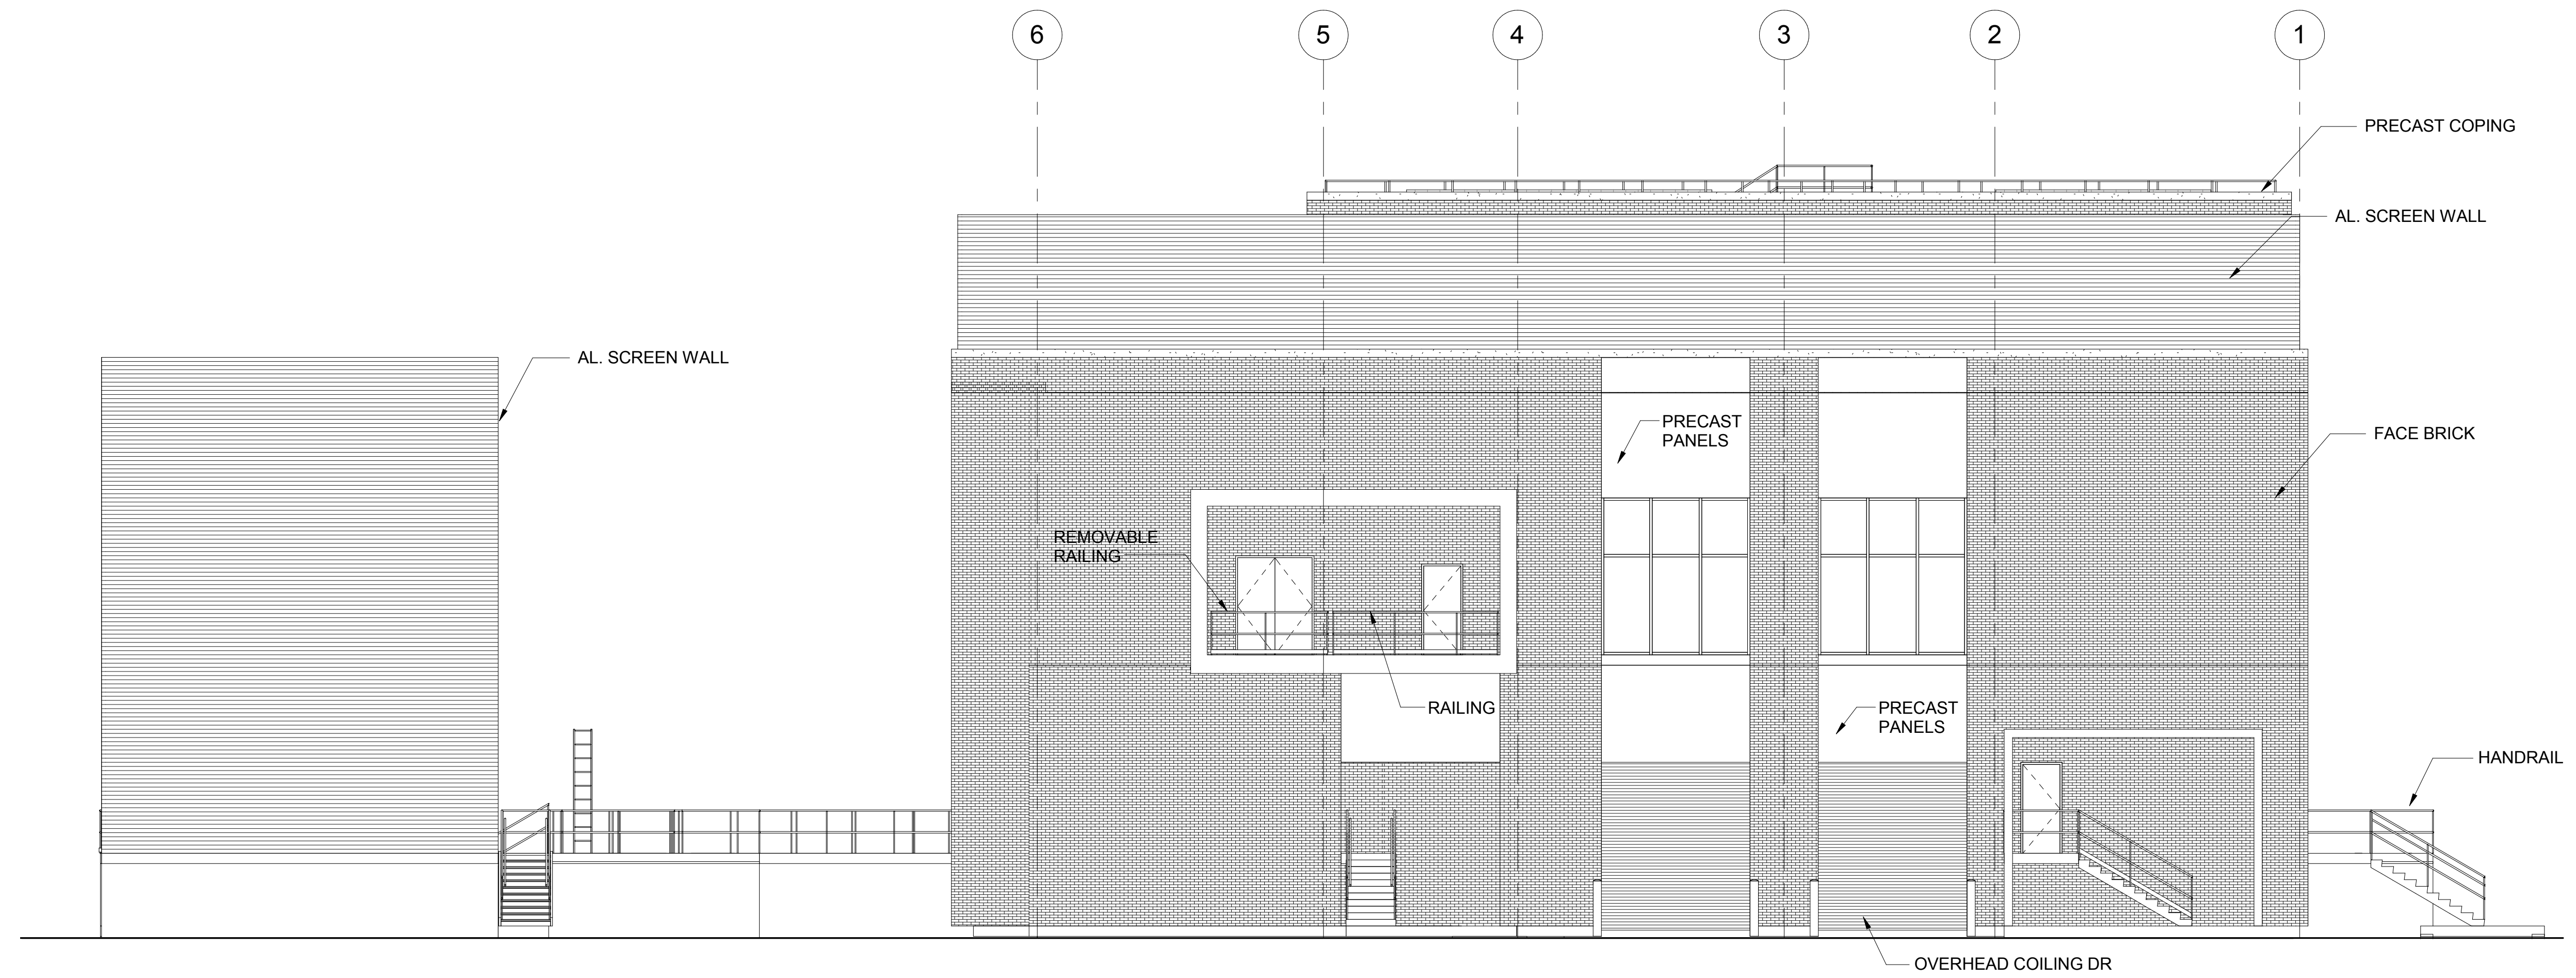 6
5
4
3
2
1
PRECAST COPING
AL. SCREEN WALL
AL. SCREEN WALL
PRECAST
PANELS
FACE BRICK
REMOVABLE
RAILING
RAILING
PRECAST
PANELS
HANDRAIL
OVERHEAD COILING DR